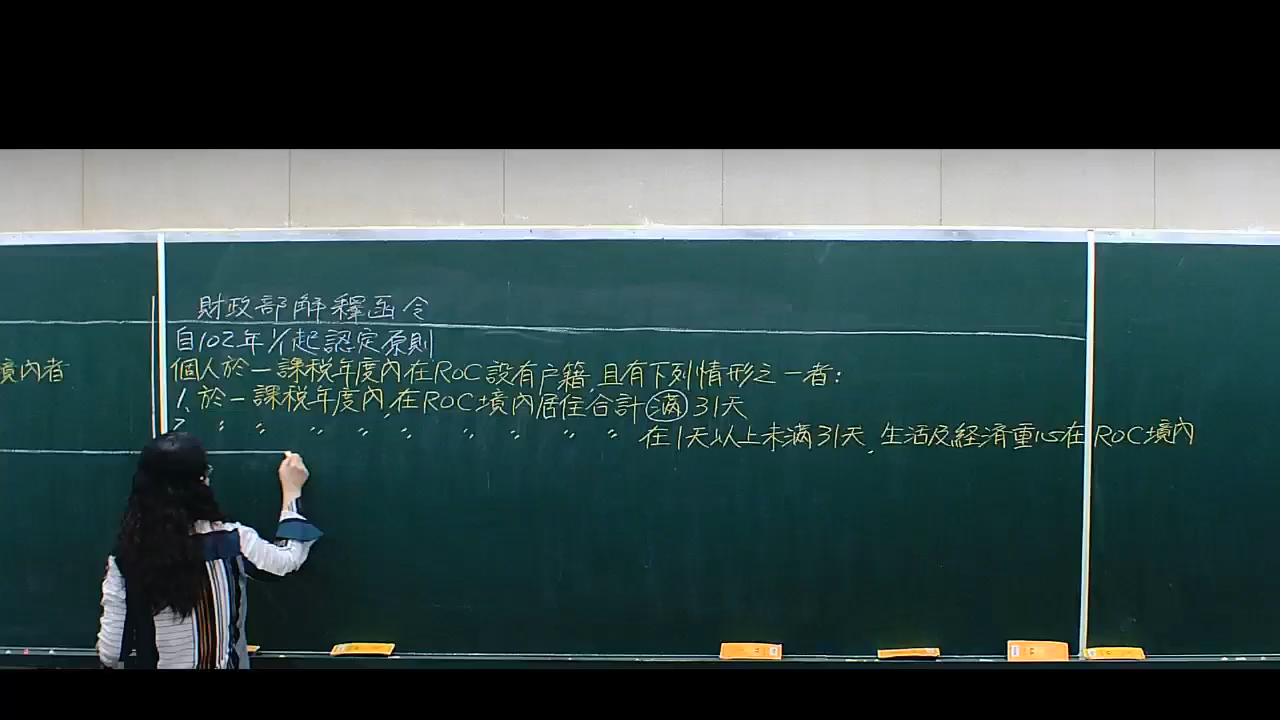 財政部解釋函令
自102年1/1起認定原則
境內者
個人於一課稅年度內在ROC設有户籍,且有下列情形之一者:
1、於一課税年度內,在ROC境內居住合計滿31天
2 〃 〃 〃 〃 〃 〃 〃 〃 〃 在1天以上未滿31天,生活及經濟重心在ROC境內